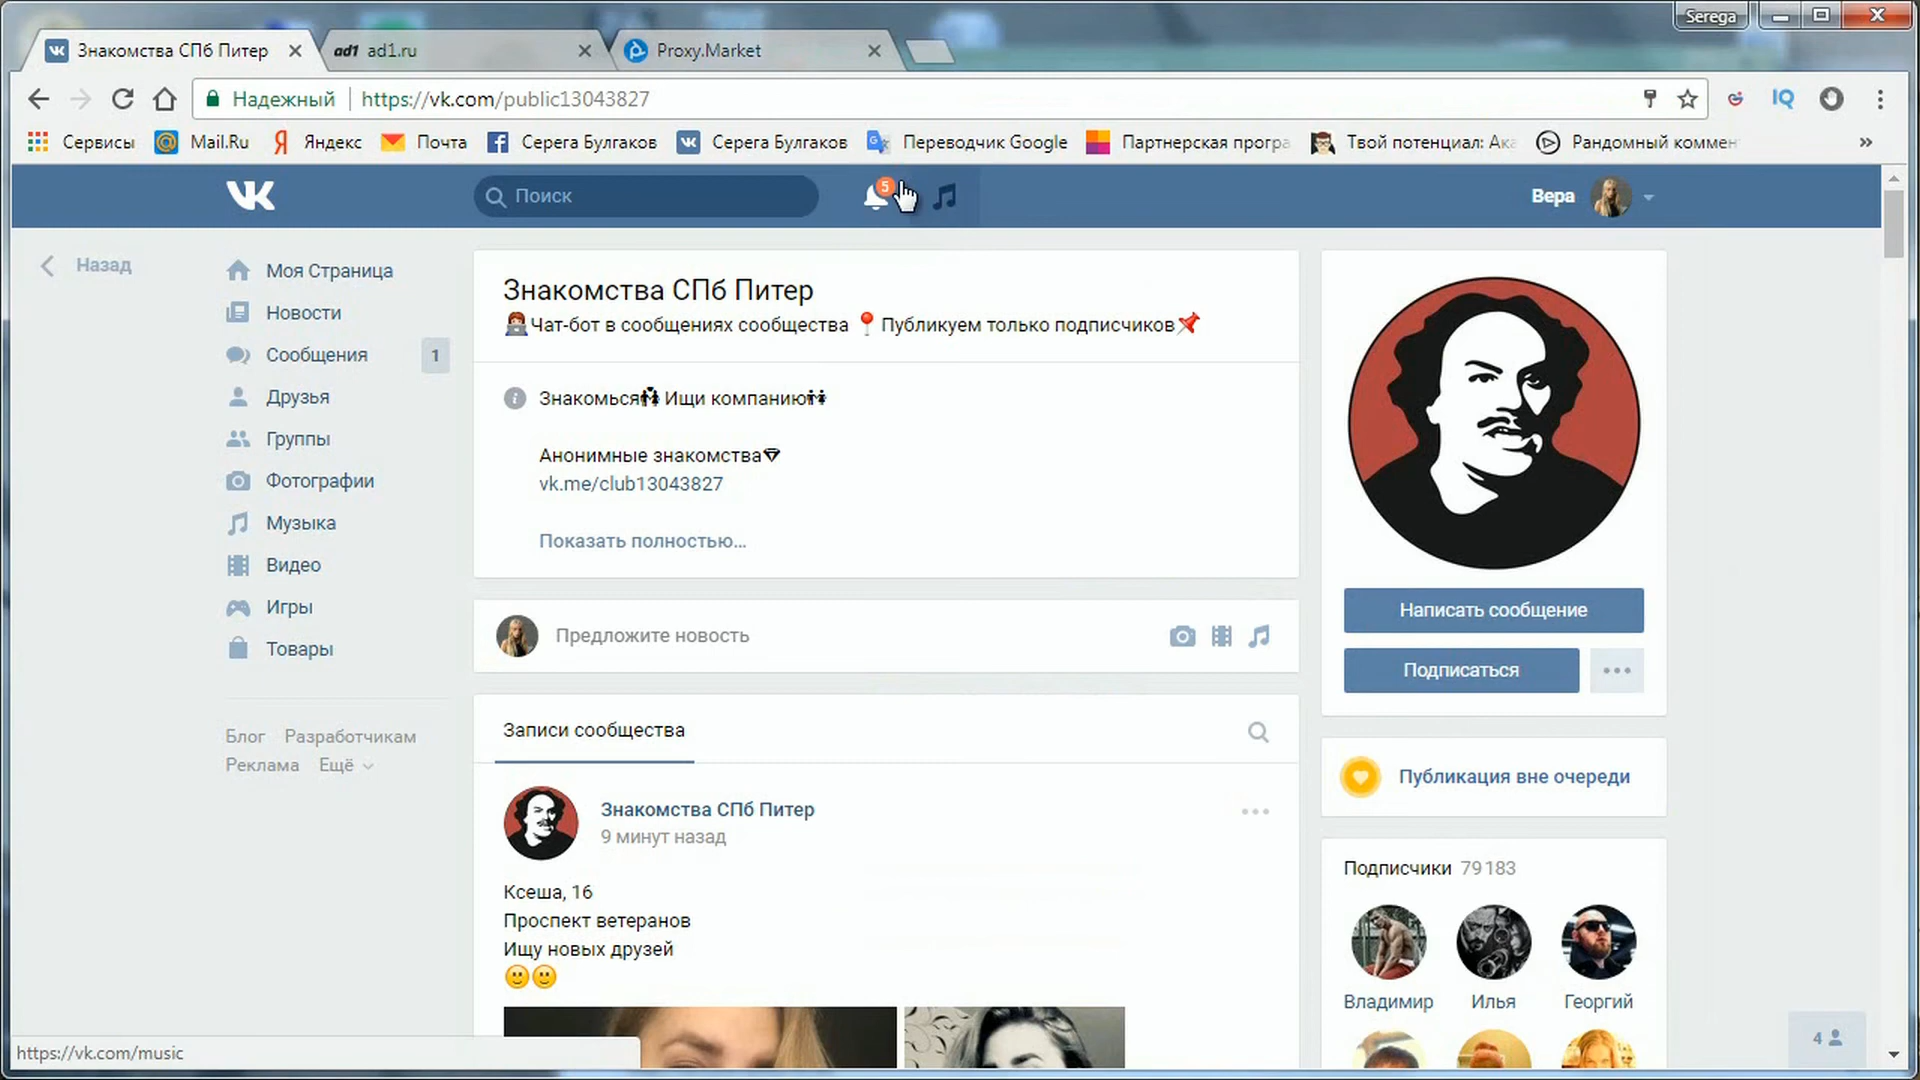 Serega
Знакомства СПб Питер
ad1 ad1.ru
Proxy.Market
Надежный
https://vk.com/public13043827
IQ
Сервисы
Mail.Ru
Яндекс
Почта
Серега Булгаков
Серега Булгаков
Переводчик Google
Партнерская програ
Твой потенциал: Ака
Рандомный коммен
Поиск
5
Вера
Назад
Моя Страница
Новости
Сообщения 1
Друзья
Группы
Фотографии
Музыка
Видео
Игры
Товары
Блог Разработчикам
Реклама Ещё
Знакомства СПб Питер
Чат-бот в сообщениях сообщества 📍Публикуем только подписчиков📌
Знакомься Ищи компанию
Анонимные знакомства
vk.me/club13043827
Показать полностью...
Предложите новость
Записи сообщества
Знакомства СПб Питер
9 минут назад
Ксеша, 16
Проспект ветеранов
Ищу новых друзей
🙂🙂
Написать сообщение
Подписаться
Публикация вне очереди
Подписчики 79 183
Владимир
Илья
Георгий
4
https://vk.com/music